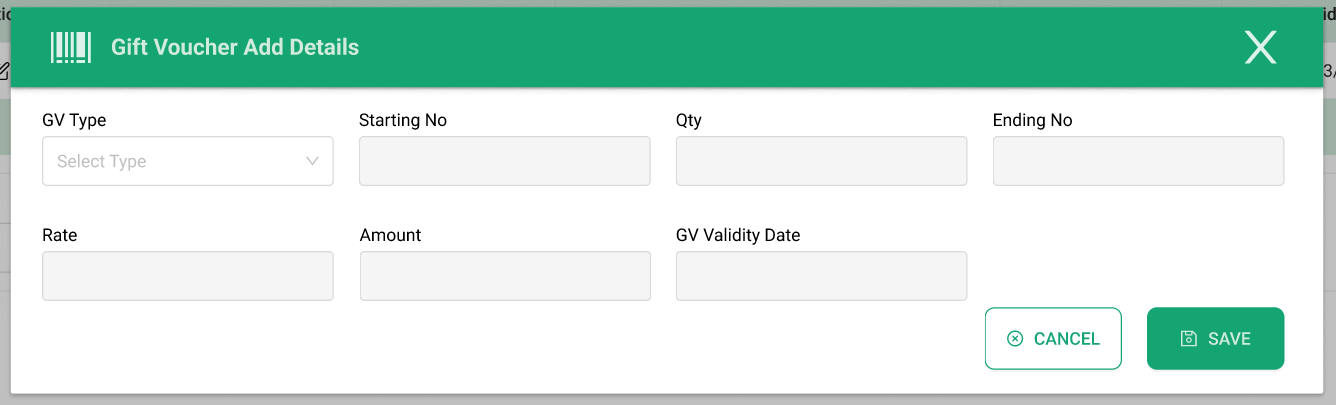 Gift Voucher Add Details
GV Type
Starting No
Qty
Ending No
Select Type
Rate
Amount
GV Validity Date
CANCEL
SAVE